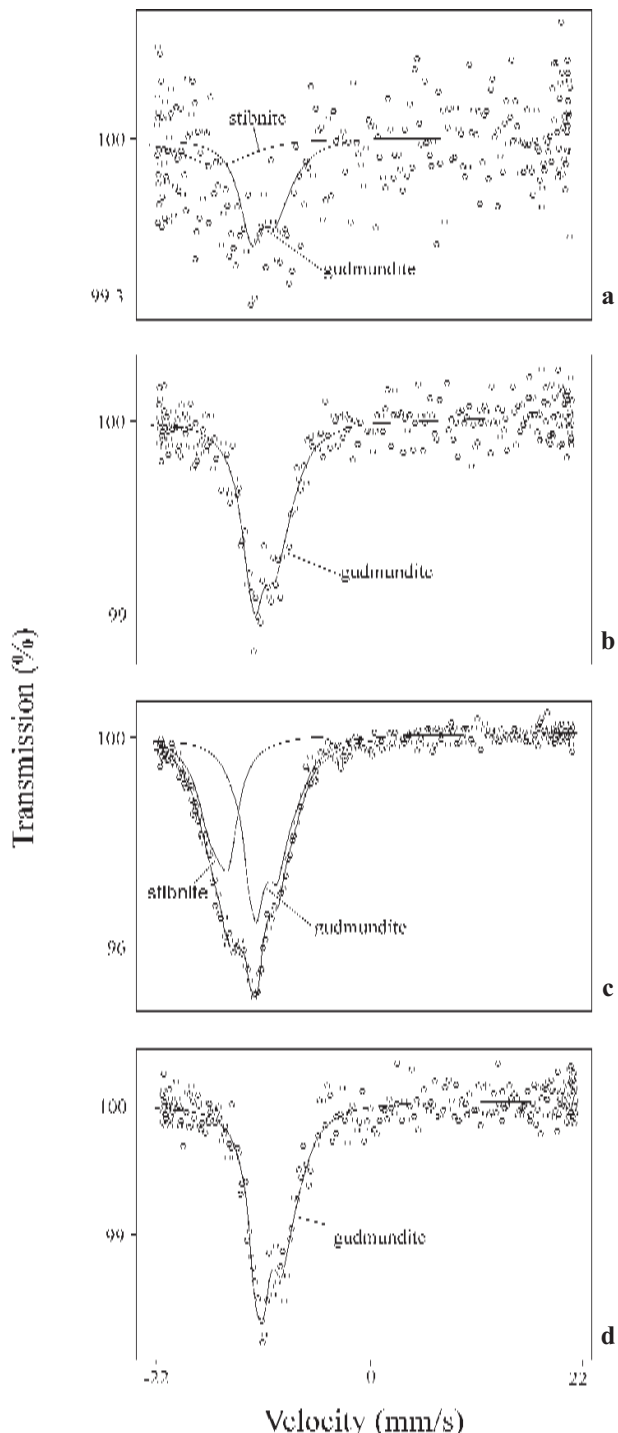 100
stibnite
gudmundite
99.3
a
100
gudmundite
99
b
Transmission (%)
100
stibnite
gudmundite
96
c
100
gudmundite
99
d
-22
0
22
Velocity (mm/s)